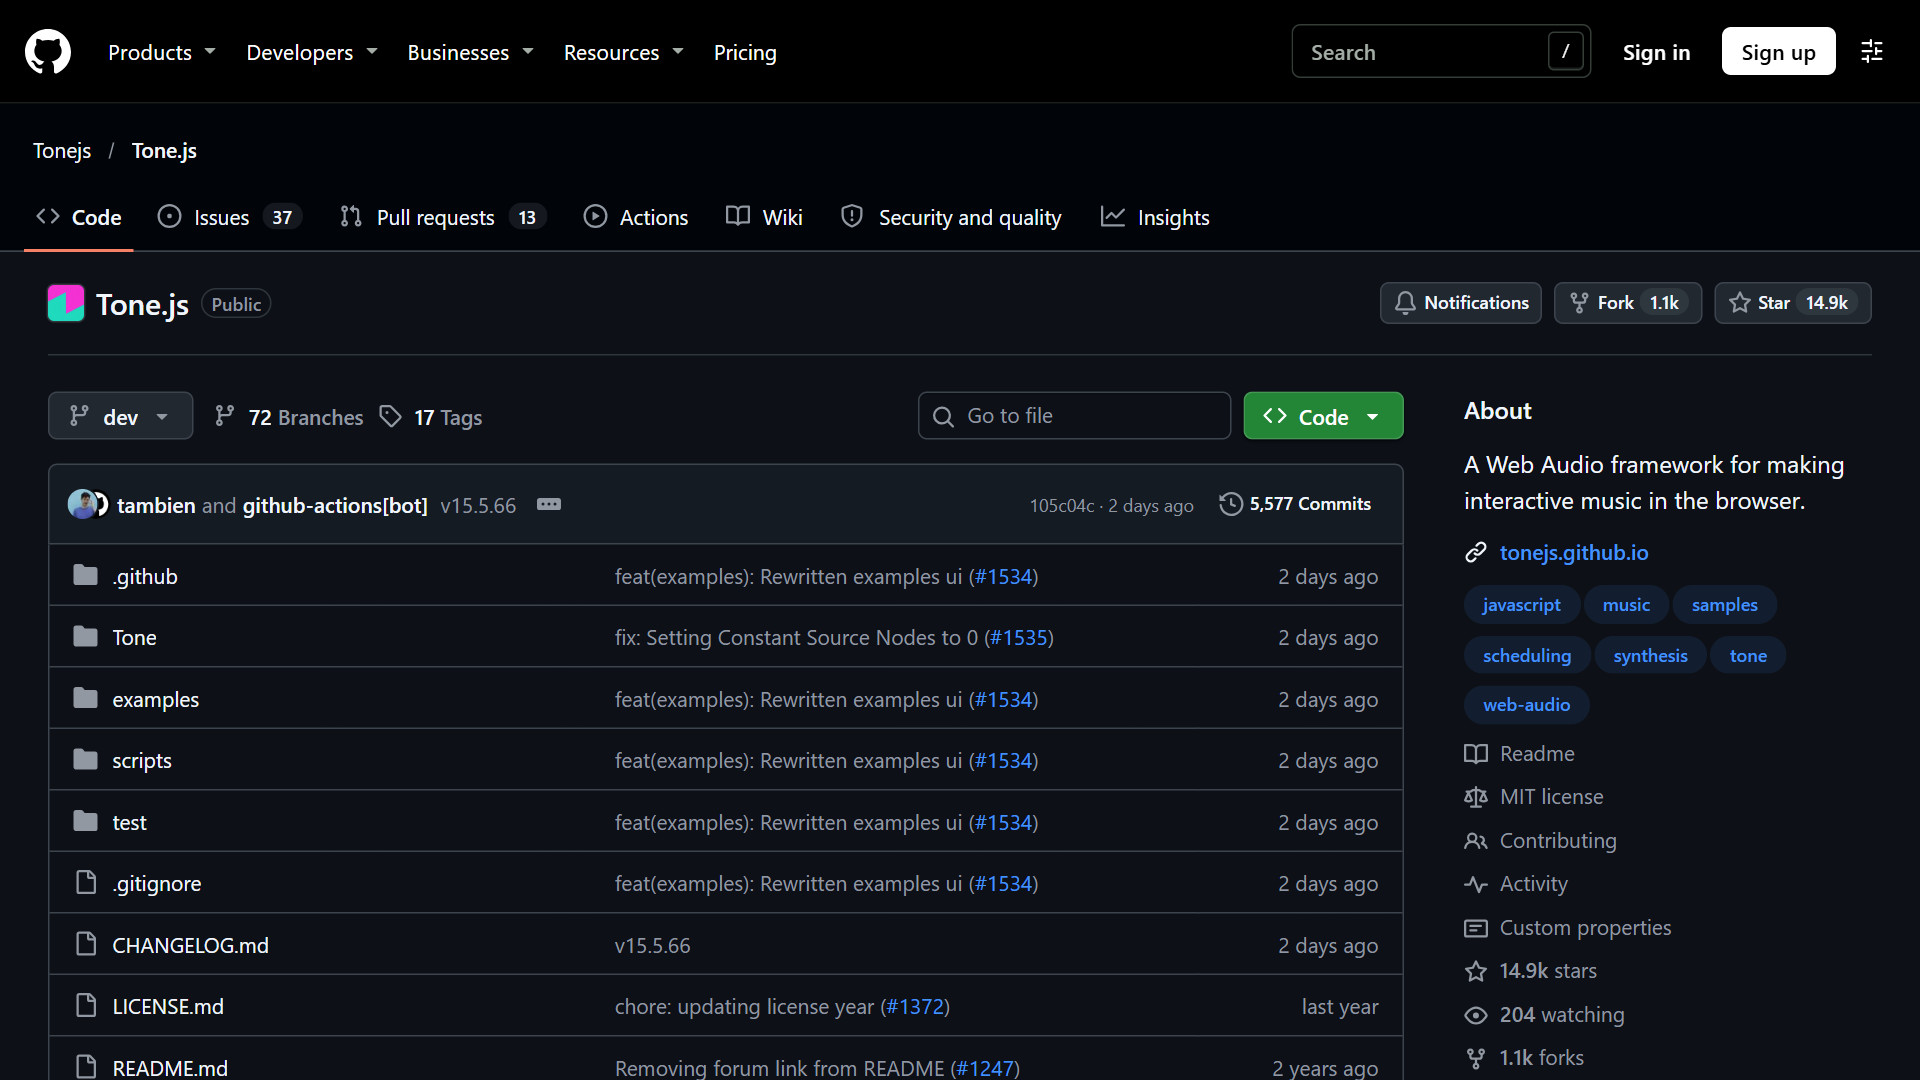 Products Developers Businesses Resources Pricing Search / Sign in Sign up
Tonejs / Tone.js
Code Issues 37 Pull requests 13 Actions Wiki Security and quality Insights
Tone.js Public Notifications Fork 1.1k Star 14.9k
dev 72 Branches 17 Tags Go to file Code
tambien and github-actions[bot] v15.5.66 105c04c · 2 days ago 5,577 Commits
.github feat(examples): Rewritten examples ui (#1534) 2 days ago
Tone fix: Setting Constant Source Nodes to 0 (#1535) 2 days ago
examples feat(examples): Rewritten examples ui (#1534) 2 days ago
scripts feat(examples): Rewritten examples ui (#1534) 2 days ago
test feat(examples): Rewritten examples ui (#1534) 2 days ago
.gitignore feat(examples): Rewritten examples ui (#1534) 2 days ago
CHANGELOG.md v15.5.66 2 days ago
LICENSE.md chore: updating license year (#1372) last year
README.md Removing forum link from README (#1247) 2 years ago
About
A Web Audio framework for making
interactive music in the browser.
tonejs.github.io
javascript music samples
scheduling synthesis tone
web-audio
Readme
MIT license
Contributing
Activity
Custom properties
14.9k stars
204 watching
1.1k forks